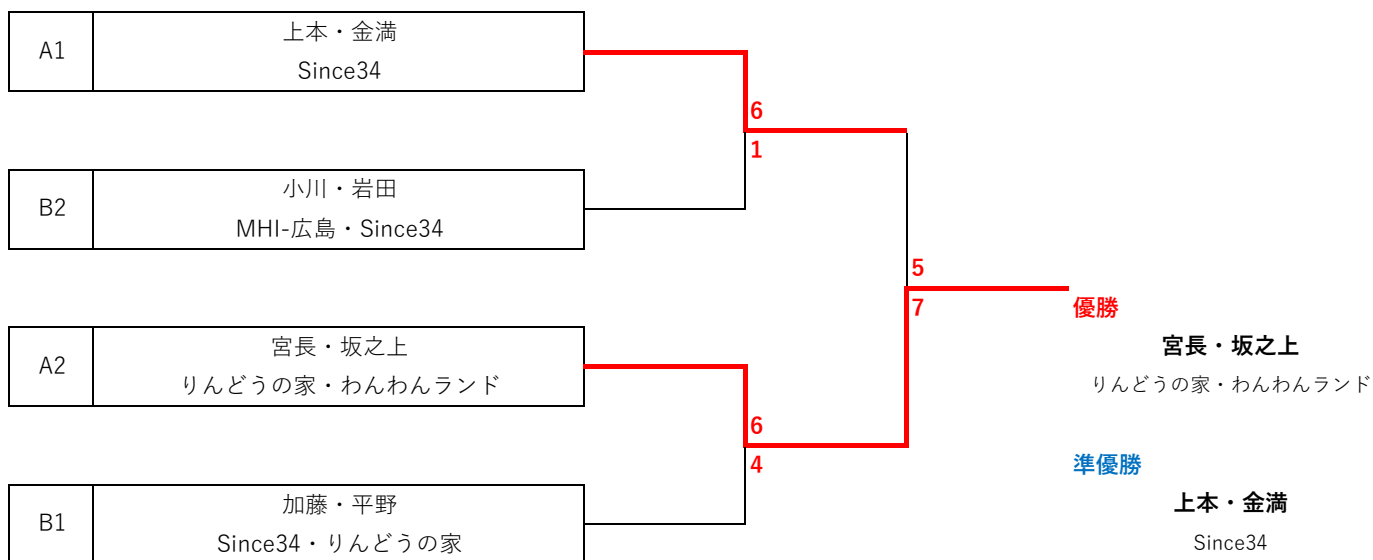 A1
上本・金満
Since34
6
1
B2
小川・岩田
MHI-広島・Since34
5
7
優勝
宮長・坂之上
りんどうの家・わんわんランド
A2
宮長・坂之上
りんどうの家・わんわんランド
6
4
準優勝
上本・金満
Since34
B1
加藤・平野
Since34・りんどうの家